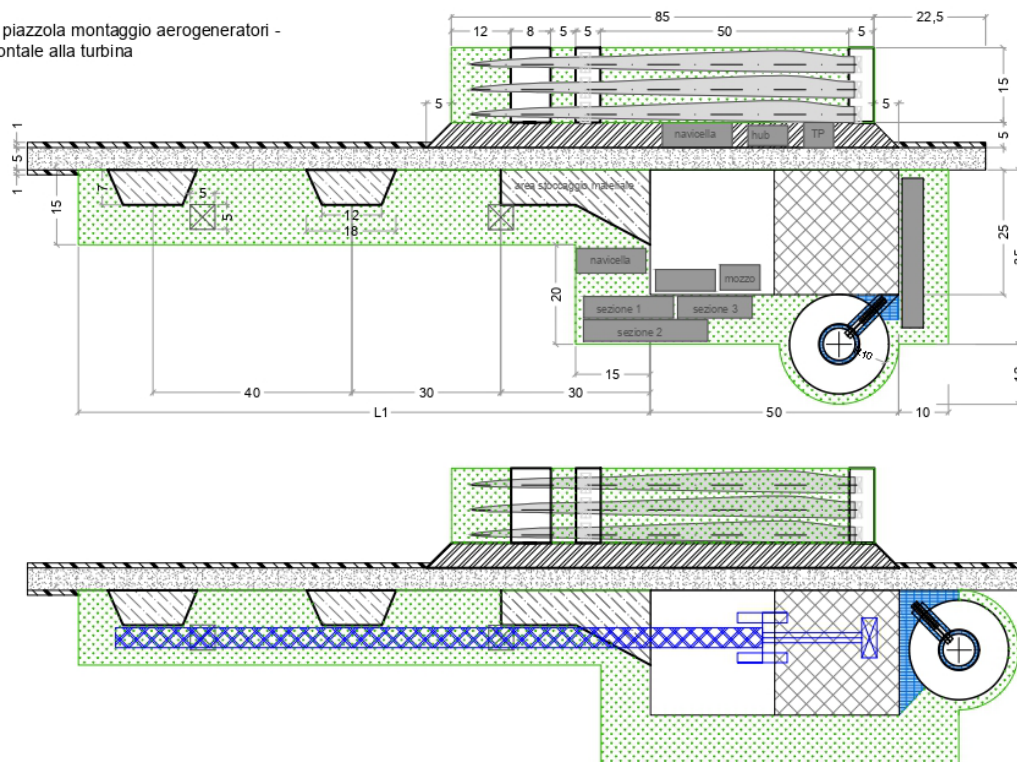 piazzola montaggio aerogeneratori -
ontale alla turbina
85
22,5
12
8
5
5
50
5
15
5
5
5
navicella
hub
TP
1
5
1
7
5
5
12
18
15
area stoccaggio materiale
25
navicella
mozzo
20
sezione 1
sezione 3
sezione 2
15
40
30
30
L1
50
10